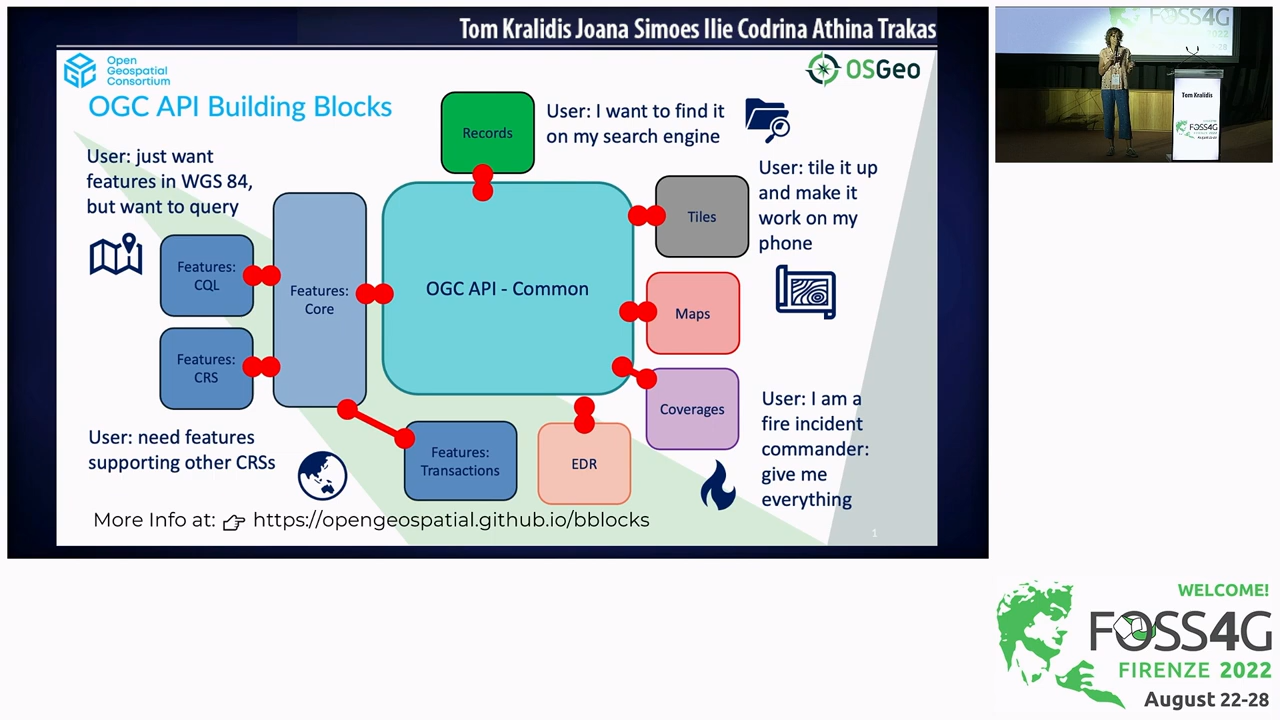 Tom Kralidis Joana Simoes Ilie Codrina Athina Trakas
Open
Geospatial
Consortium
OSGeo
OGC API Building Blocks
Records
User: I want to find it
on my search engine
User: just want
features in WGS 84,
but want to query
User: tile it up
and make it
work on my
phone
Tiles
Features:
CQL
Features:
Core
OGC API - Common
Maps
Features:
CRS
Coverages
User: I am a
fire incident
commander:
give me
everything
User: need features
supporting other CRSs
Features:
Transactions
EDR
More Info at: https://opengeospatial.github.io/bblocks
1
Tom Kralidis
FOSS4G
WELCOME!
FOSS4G
FIRENZE 2022
August 22-28